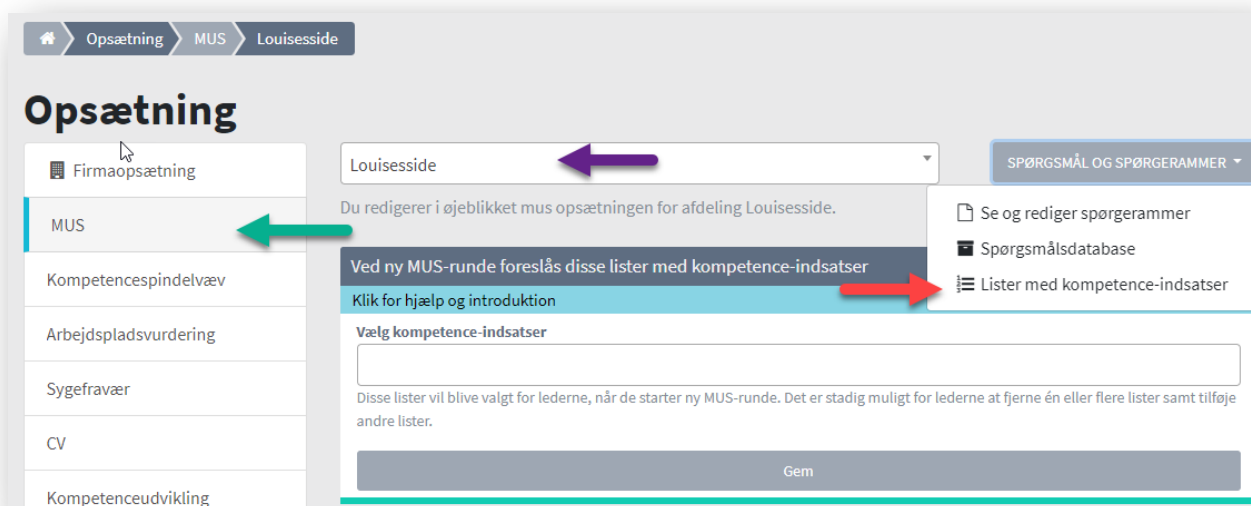 Opsætning MUS Louisesside
Opsætning
Firmaopsætning
MUS
Kompetencespindelvæv
Arbejdspladsvurdering
Sygefravær
CV
Kompetenceudvikling
Louisesside
SPØRGSMÅL OG SPØRGERAMMER
Du redigerer i øjeblikket mus opsætningen for afdeling Louisesside.
Se og rediger spørgerammer
Spørgsmålsdatabase
Lister med kompetence-indsatser
Ved ny MUS-runde foreslås disse lister med kompetence-indsatser
Klik for hjælp og introduktion
Vælg kompetence-indsatser
Disse lister vil blive valgt for lederne, når de starter ny MUS-runde. Det er stadig muligt for lederne at fjerne én eller flere lister samt tilføje
andre lister.
Gem